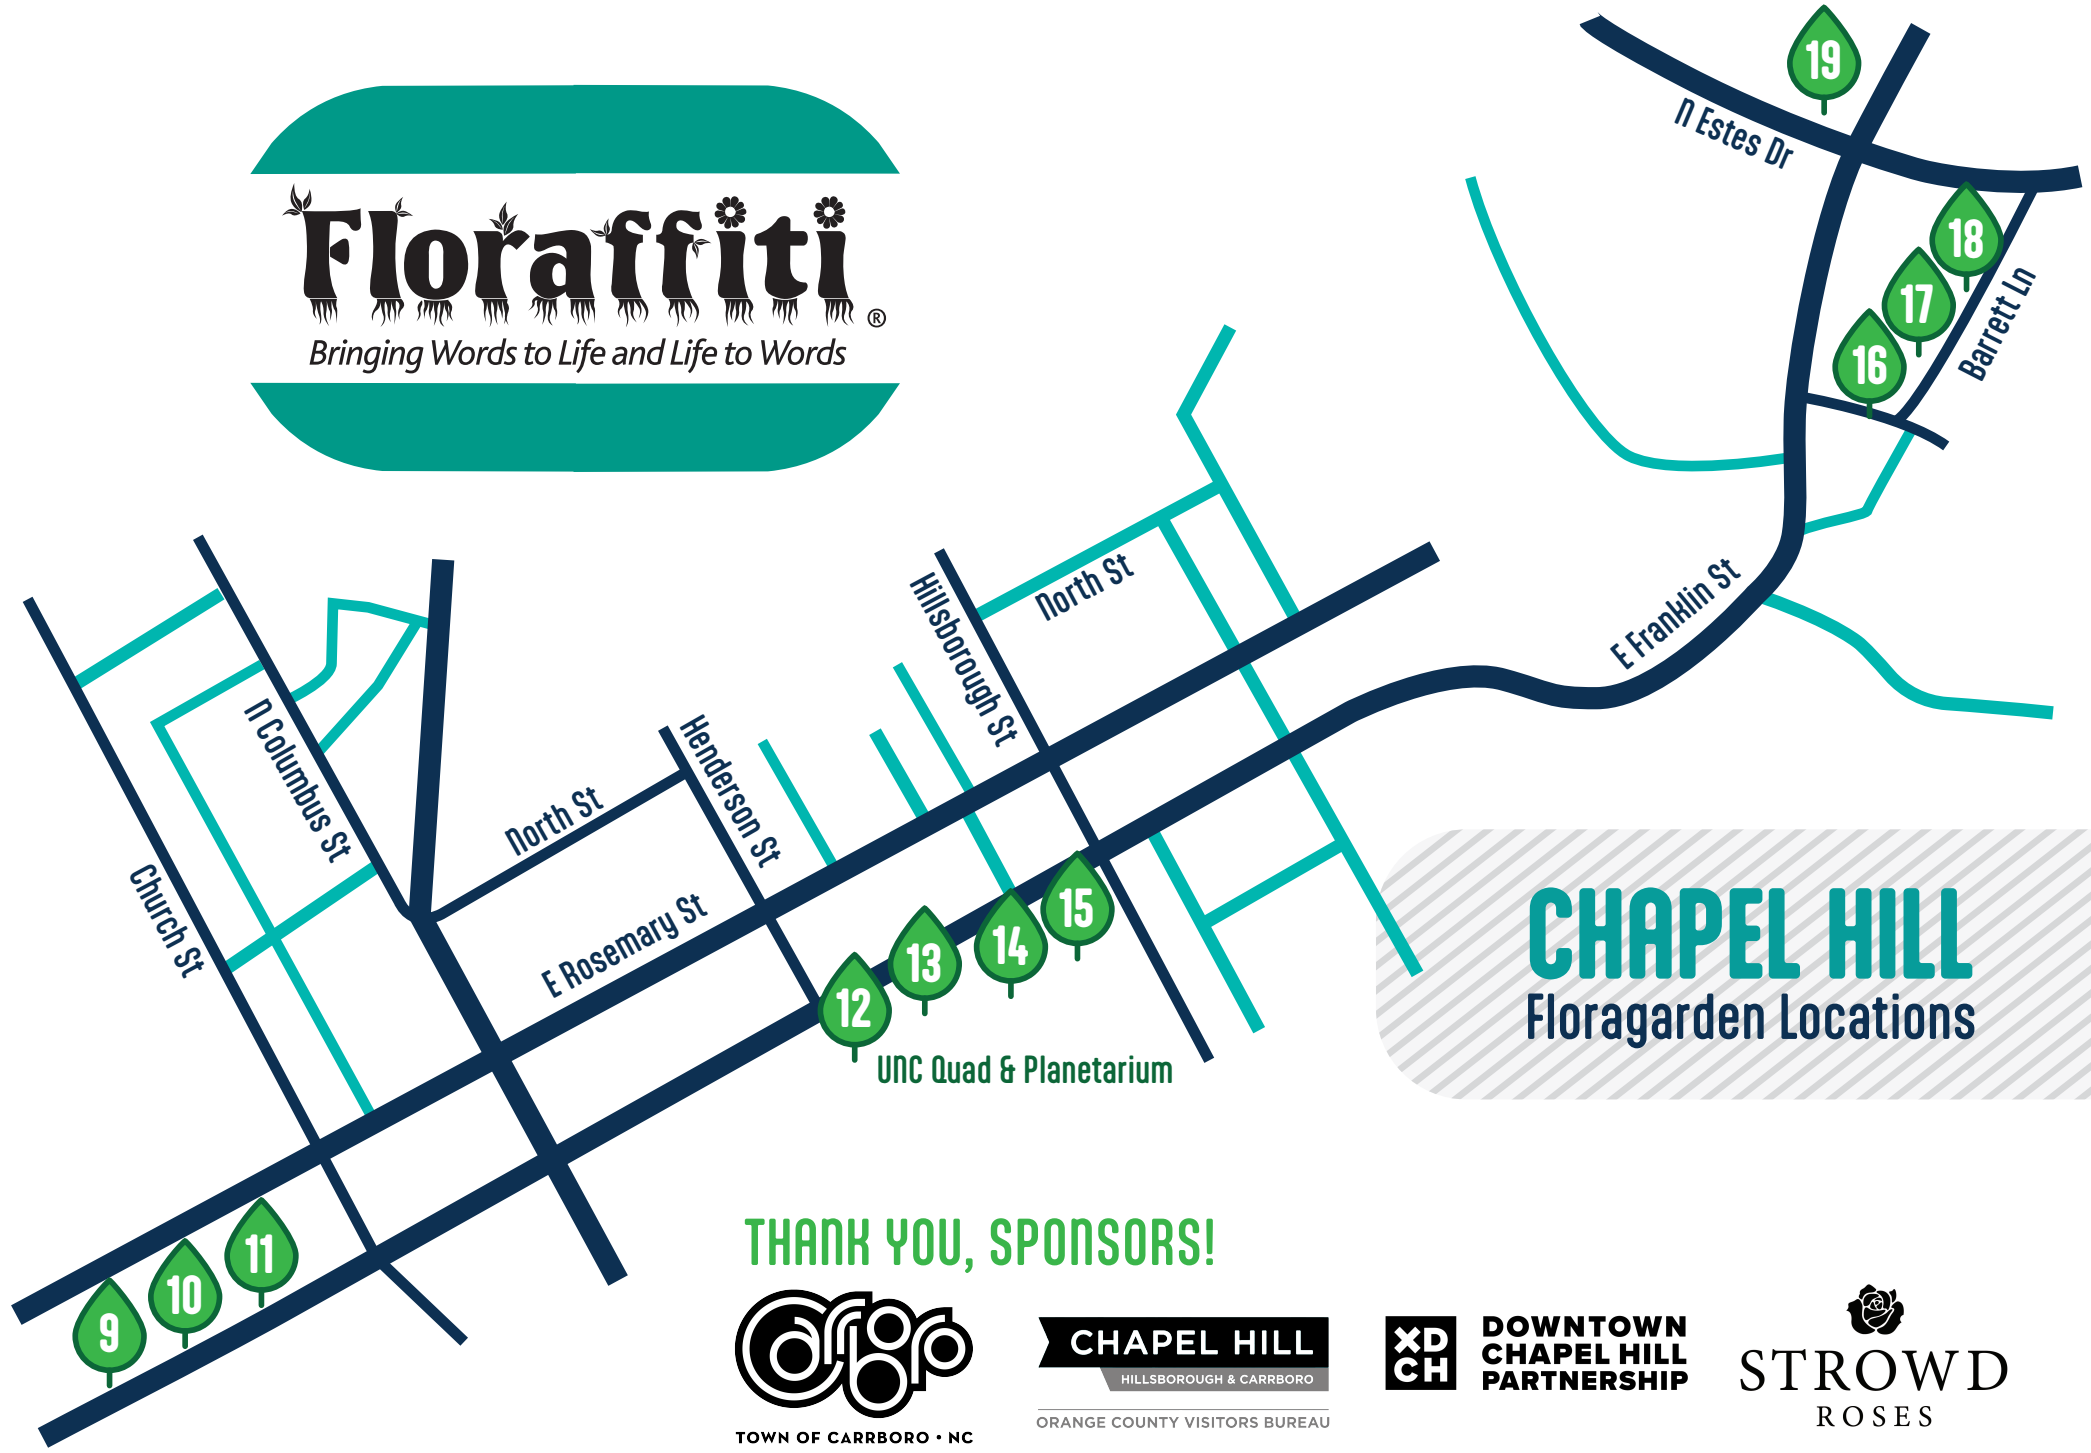 19
N Estes Dr
18
17
16
Barrett Ln
Floraffiti®
Bringing Words to Life and Life to Words
North St
Hillsborough St
E Franklin St
N Columbus St
Henderson St
North St
Church St
E Rosemary St
15
14
13
12
UNC Quad & Planetarium
CHAPEL HILL
Floragarden Locations
11
10
9
THANK YOU, SPONSORS!
Carrboro
TOWN OF CARRBORO • NC
CHAPEL HILL
HILLSBOROUGH & CARRBORO
ORANGE COUNTY VISITORS BUREAU
XD
CH
DOWNTOWN
CHAPEL HILL
PARTNERSHIP
STROWD
ROSES